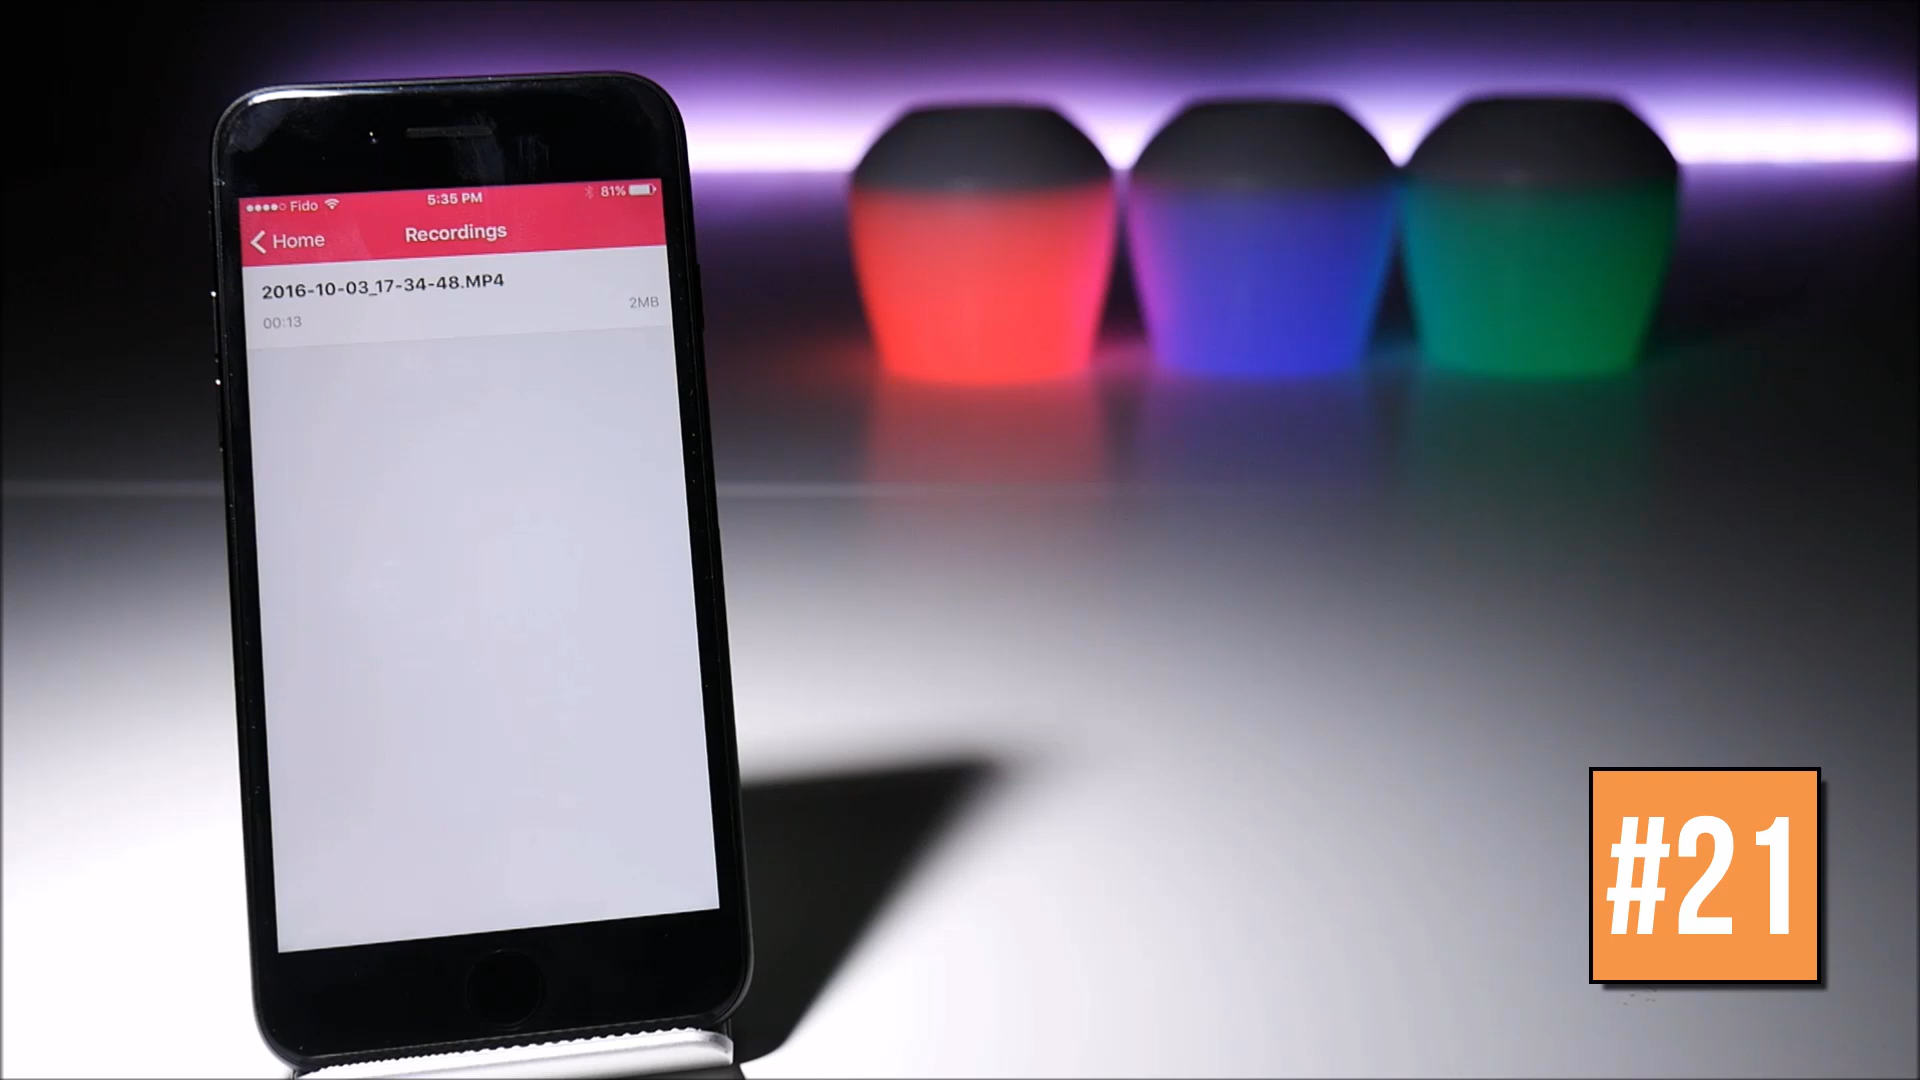 Fido 5:35 PM 81%
Home Recordings
2016-10-03_17-34-48.MP4
2MB
00:13
#21